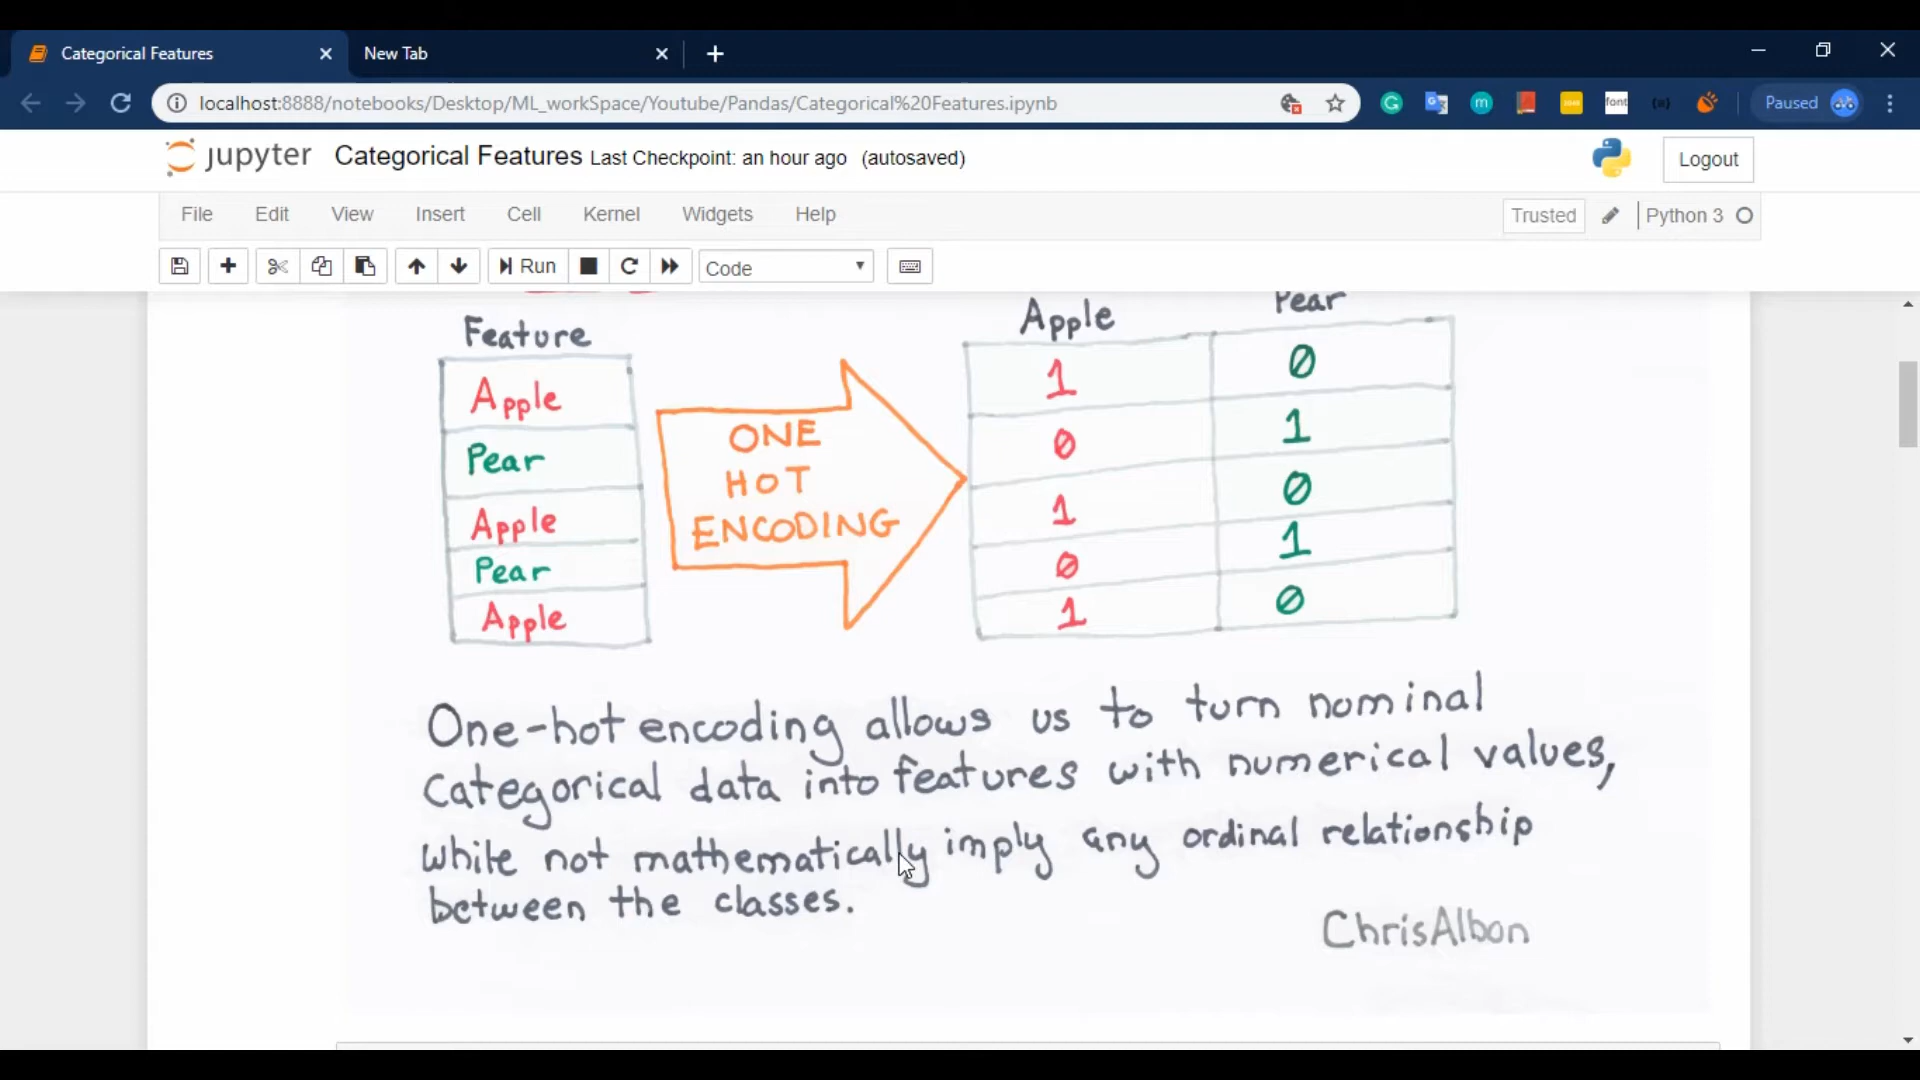 Categorical Features
New Tab
localhost:8888/notebooks/Desktop/ML_workSpace/Youtube/Pandas/Categorical%20Features.ipynb
font
Paused
jupyter Categorical Features Last Checkpoint: an hour ago (autosaved)
Logout
File Edit View Insert Cell Kernel Widgets Help
Trusted Python 3
Run
Code
Feature
Apple
Pear
Apple
Pear
Apple
ONE
HOT
ENCODING
Apple Pear
1 0
0 1
1 0
0 1
1 0
One-hot encoding allows us to turn nominal
categorical data into features with numerical values,
while not mathematically imply any ordinal relationship
between the classes.
ChrisAlbon